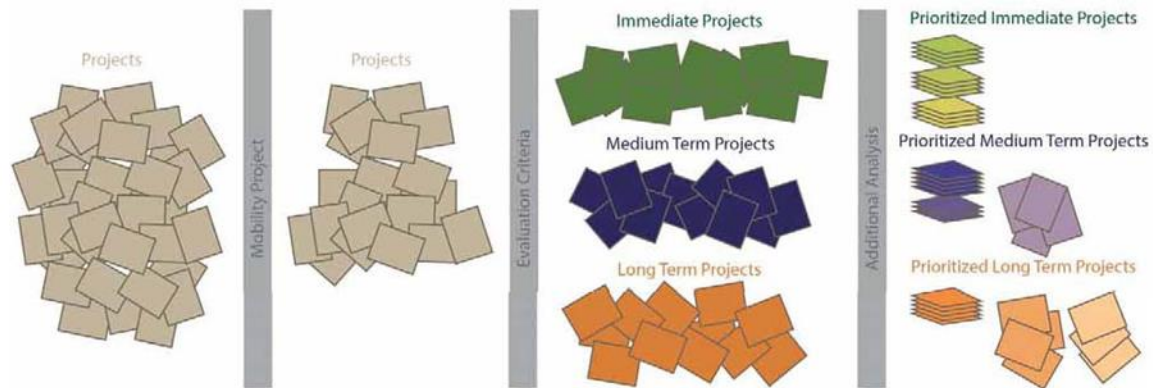 Projects
Mobility Project
Projects
Evaluation Criteria
Immediate Projects
Medium Term Projects
Long Term Projects
Additional Analysis
Prioritized Immediate Projects
Prioritized Medium Term Projects
Prioritized Long Term Projects